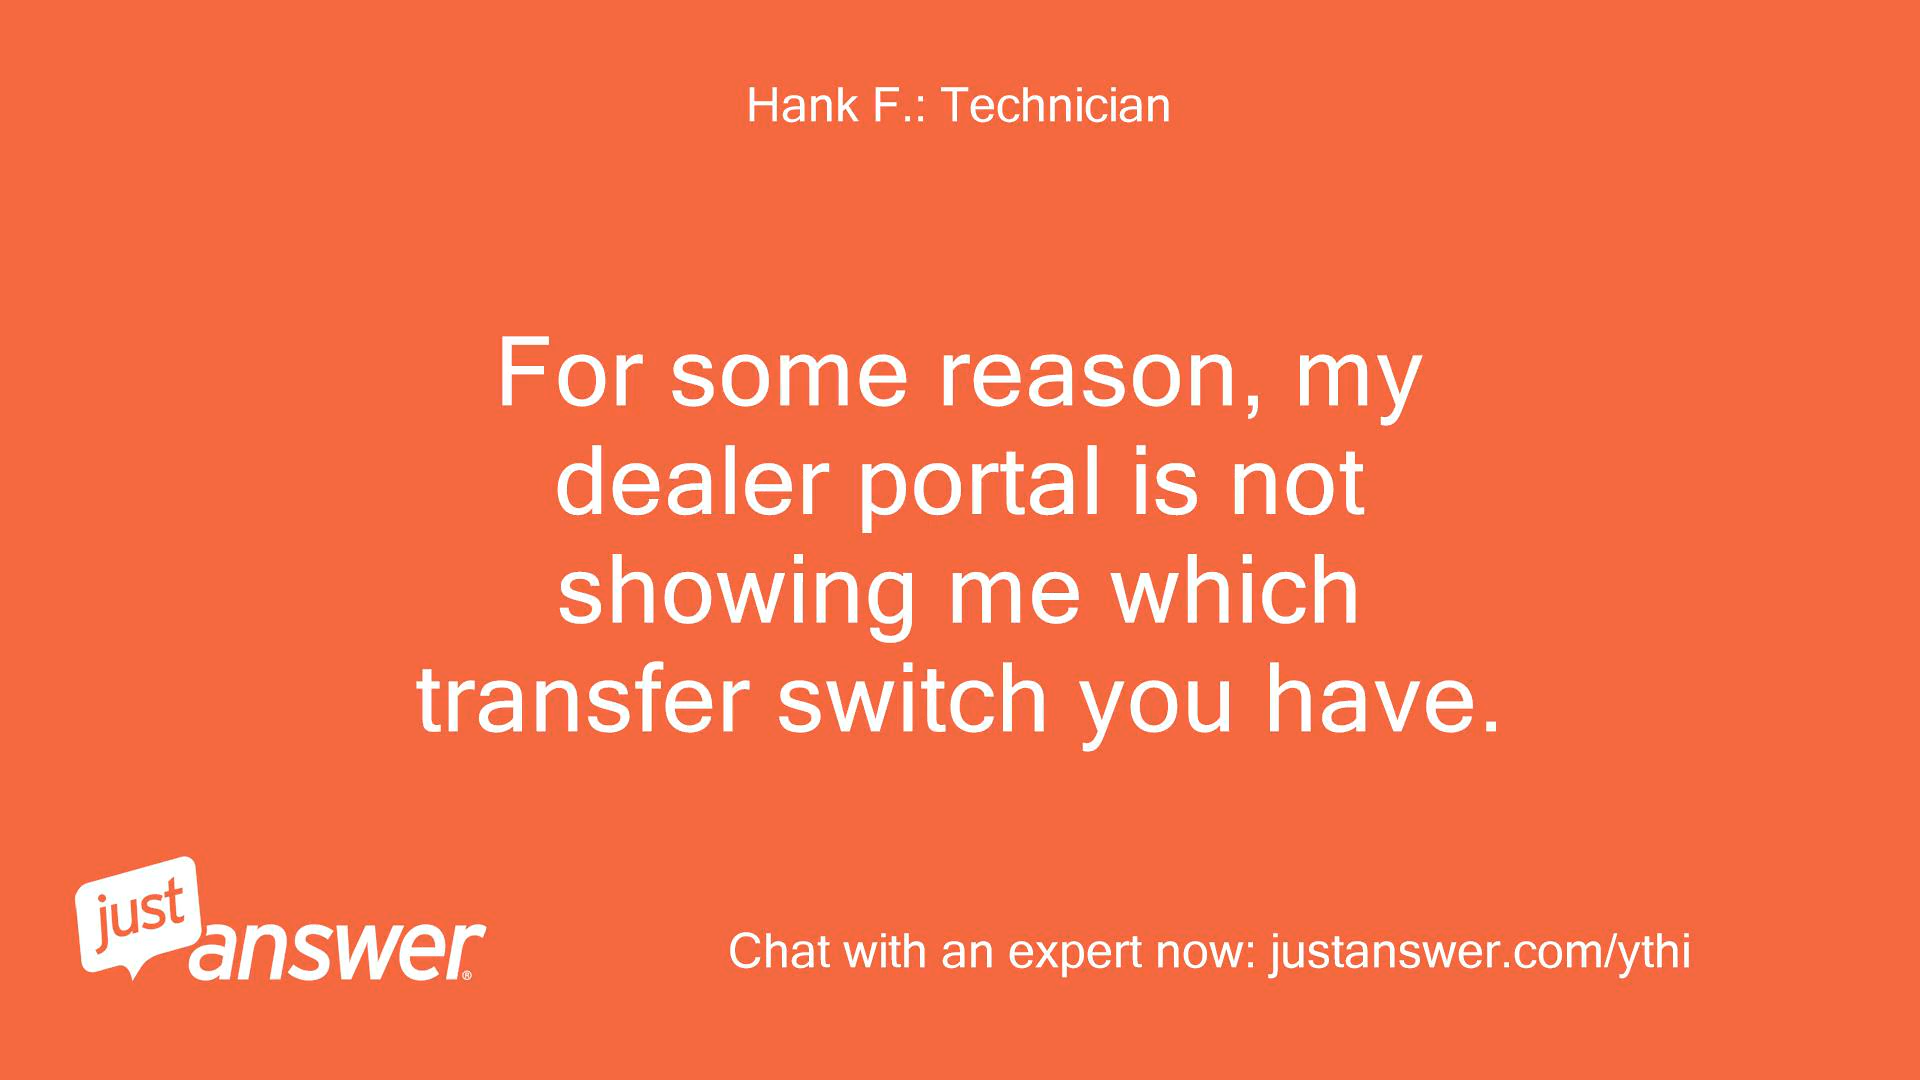 Hank F.: Technician
For some reason, my
dealer portal is not
showing me which
transfer switch you have.
just
answer®
Chat with an expert now: justanswer.com/ythi